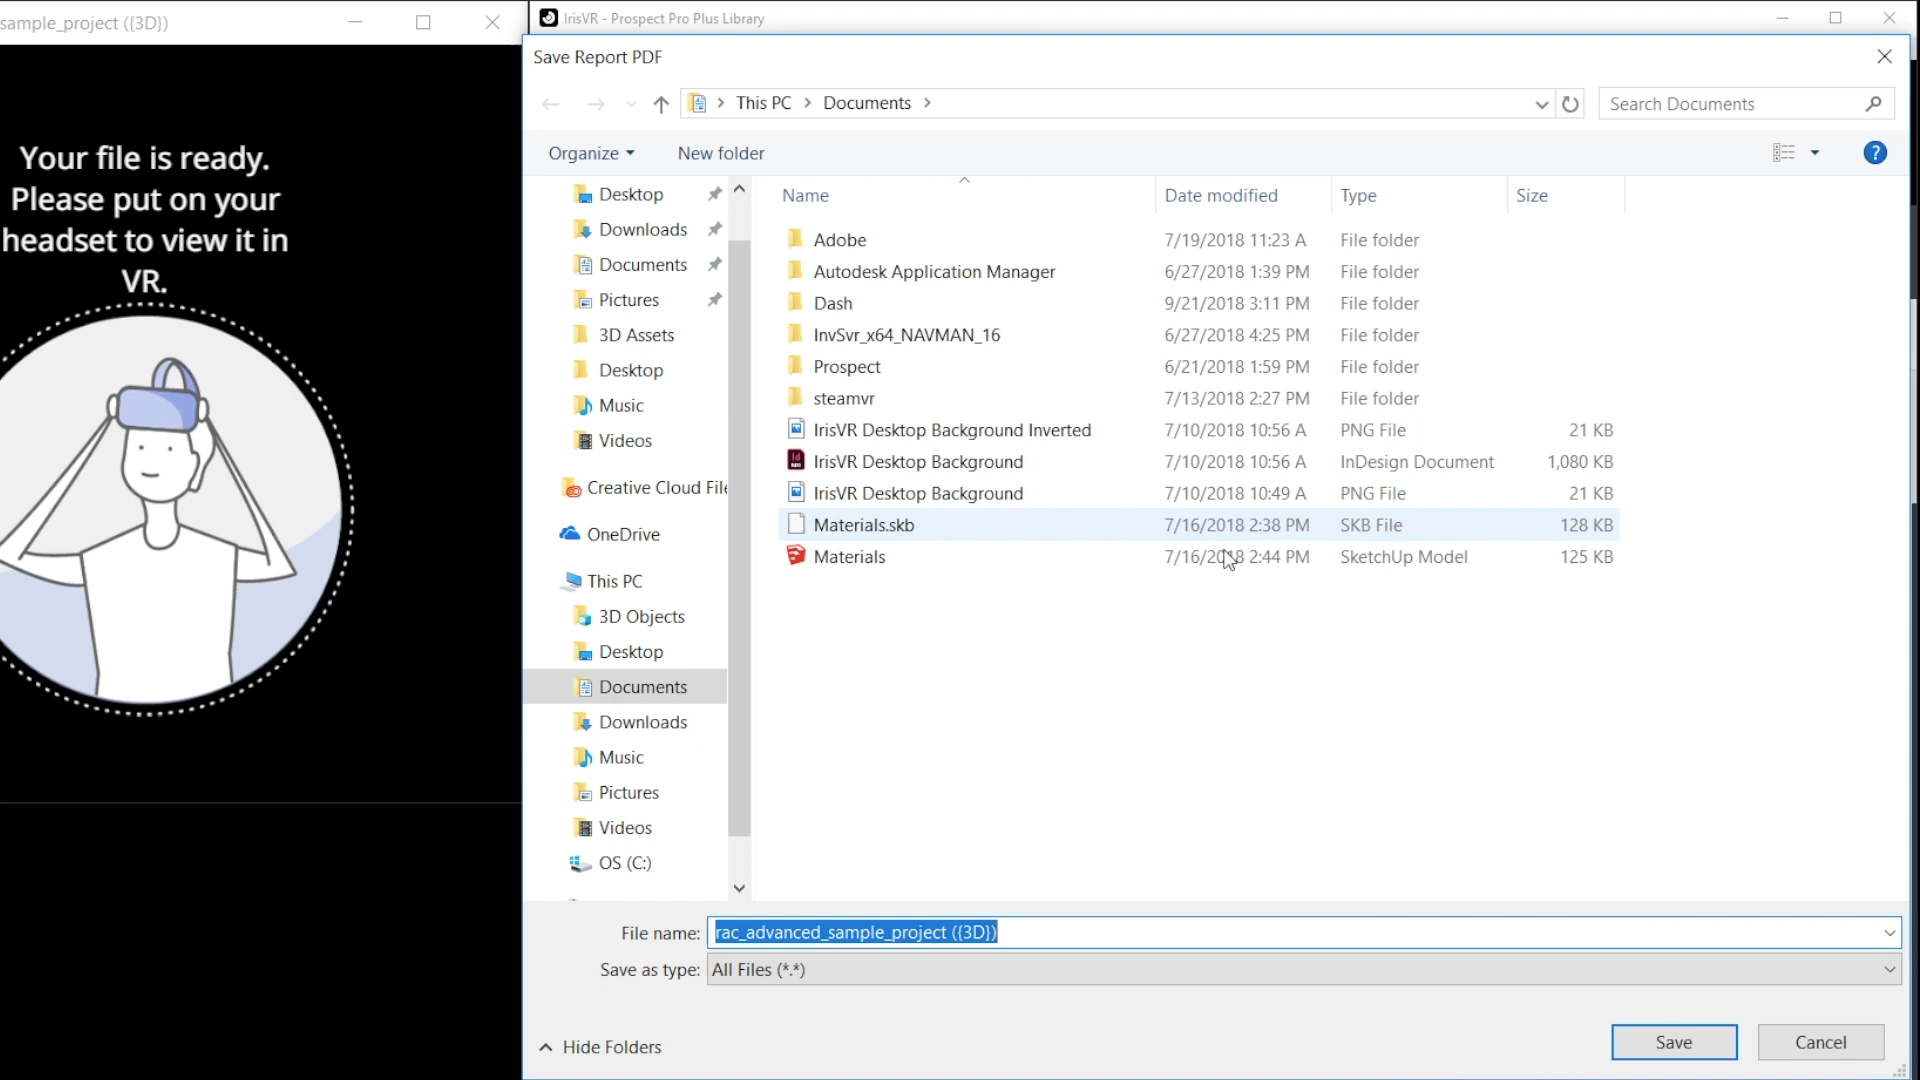 sample_project ({3D})
Your file is ready.
Please put on your
headset to view it in
VR.
IrisVR - Prospect Pro Plus Library
Save Report PDF
This PC > Documents >
Search Documents
Organize
New folder
?
Desktop
Downloads
Documents
Pictures
3D Assets
Desktop
Music
Videos
Creative Cloud File
OneDrive
This PC
3D Objects
Desktop
Documents
Downloads
Music
Pictures
Videos
OS (C:)
Name Date modified Type Size
Adobe 7/19/2018 11:23 A File folder
Autodesk Application Manager 6/27/2018 1:39 PM File folder
Dash 9/21/2018 3:11 PM File folder
InvSvr_x64_NAVMAN_16 6/27/2018 4:25 PM File folder
Prospect 6/21/2018 1:59 PM File folder
steamvr 7/13/2018 2:27 PM File folder
IrisVR Desktop Background Inverted 7/10/2018 10:56 A PNG File 21 KB
IrisVR Desktop Background 7/10/2018 10:56 A InDesign Document 1,080 KB
IrisVR Desktop Background 7/10/2018 10:49 A PNG File 21 KB
Materials.skb 7/16/2018 2:38 PM SKB File 128 KB
Materials 7/16/2018 2:44 PM SketchUp Model 125 KB
File name: rac_advanced_sample_project ({3D})
Save as type: All Files (*.*)
Hide Folders
Save
Cancel